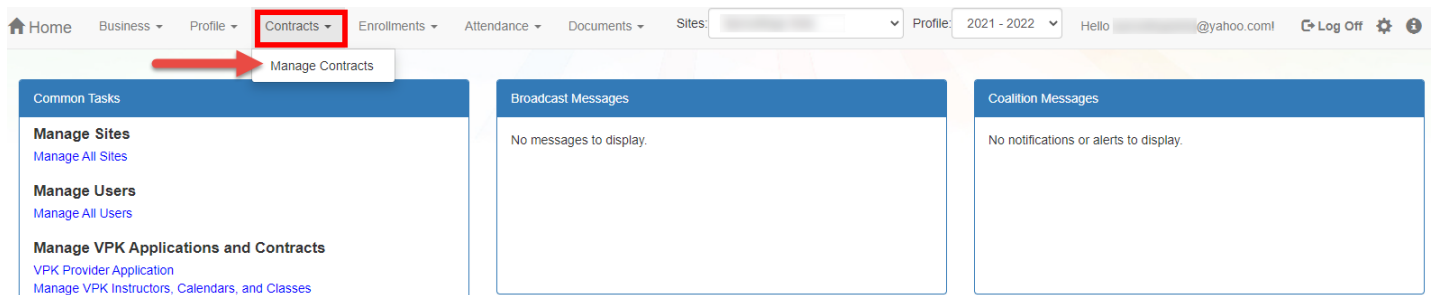 Home Business Profile Contracts Enrollments Attendance Documents Sites: Profile: 2021 - 2022 Hello @yahoo.com! Log Off
Manage Contracts
Common Tasks
Manage Sites
Manage All Sites
Manage Users
Manage All Users
Manage VPK Applications and Contracts
VPK Provider Application
Manage VPK Instructors, Calendars, and Classes
Broadcast Messages
No messages to display.
Coalition Messages
No notifications or alerts to display.